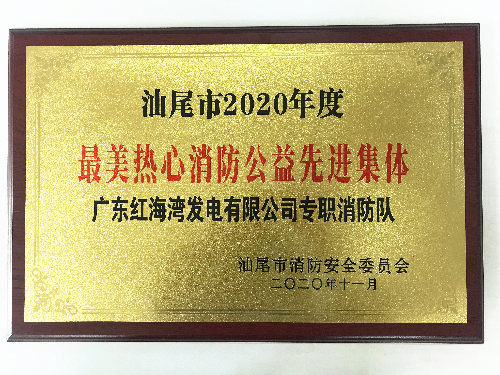 汕尾市2020年度
最美热心消防公益先进集体
广东红海湾发电有限公司专职消防队
汕尾市消防安全委员会
二〇二〇年十一月